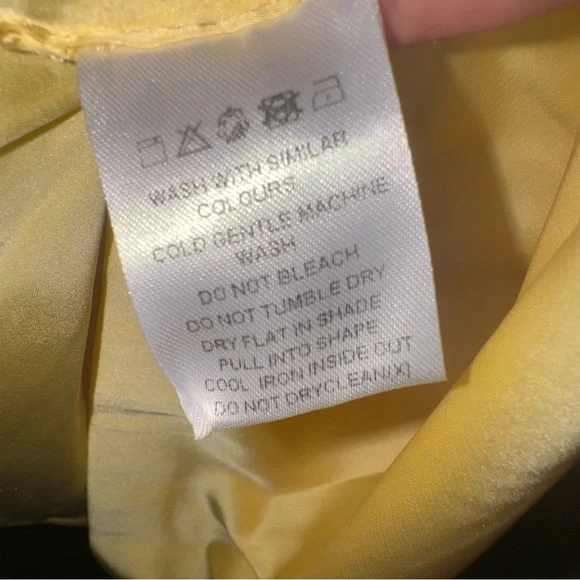 WASH WITH SIMILAR
COLOURS
COLD GENTLE MACHINE
WASH
DO NOT BLEACH
DO NOT TUMBLE DRY
DRY FLAT IN SHADE
PULL INTO SHAPE
COOL IRON INSIDE OUT
DO NOT DRYCLEAN(X)